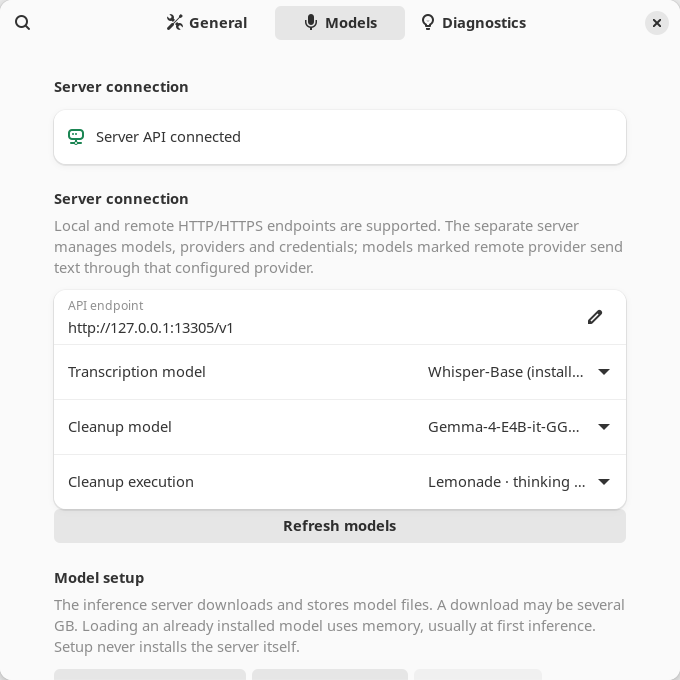 General
Models
Diagnostics
Server connection
Server API connected
Server connection
Local and remote HTTP/HTTPS endpoints are supported. The separate server
manages models, providers and credentials; models marked remote provider send
text through that configured provider.
API endpoint
http://127.0.0.1:13305/v1
Transcription model
Whisper-Base (install...
Cleanup model
Gemma-4-E4B-it-GG...
Cleanup execution
Lemonade · thinking ...
Refresh models
Model setup
The inference server downloads and stores model files. A download may be several
GB. Loading an already installed model uses memory, usually at first inference.
Setup never installs the server itself.